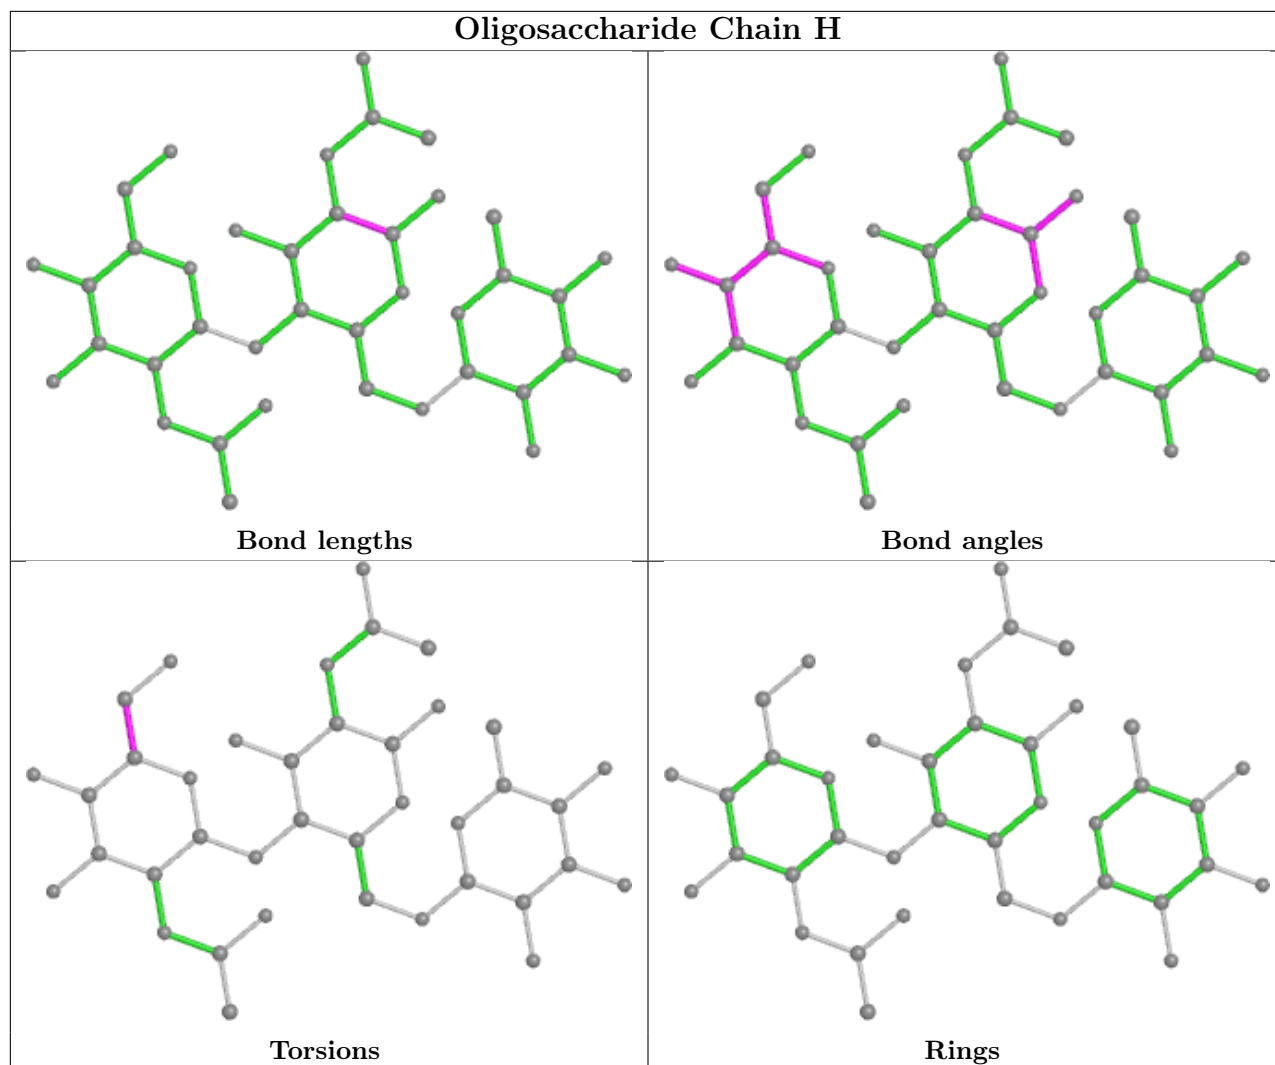 Oligosaccharide Chain H
Bond lengths
Bond angles
Torsions
Rings